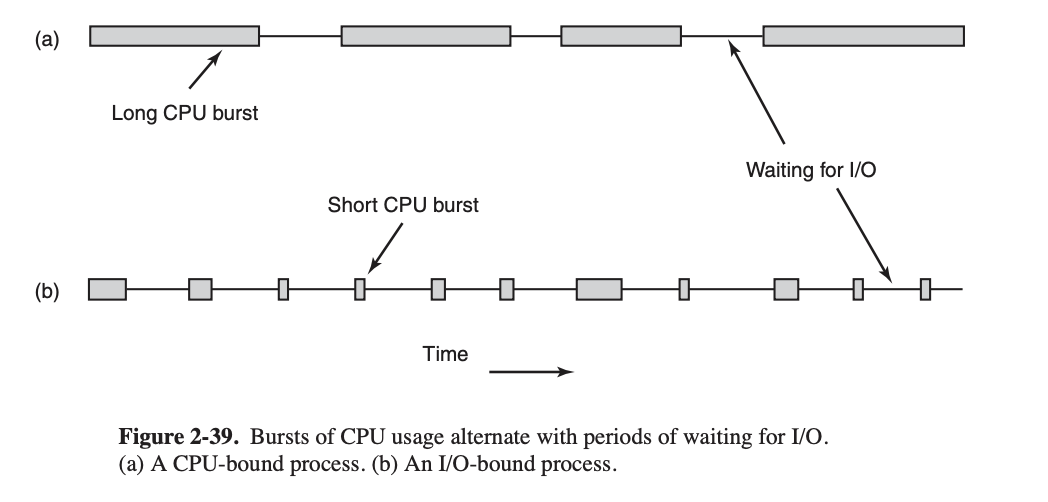 (a)
Long CPU burst
Waiting for I/O
Short CPU burst
(b)
Time
Figure 2-39. Bursts of CPU usage alternate with periods of waiting for I/O.
(a) A CPU-bound process. (b) An I/O-bound process.